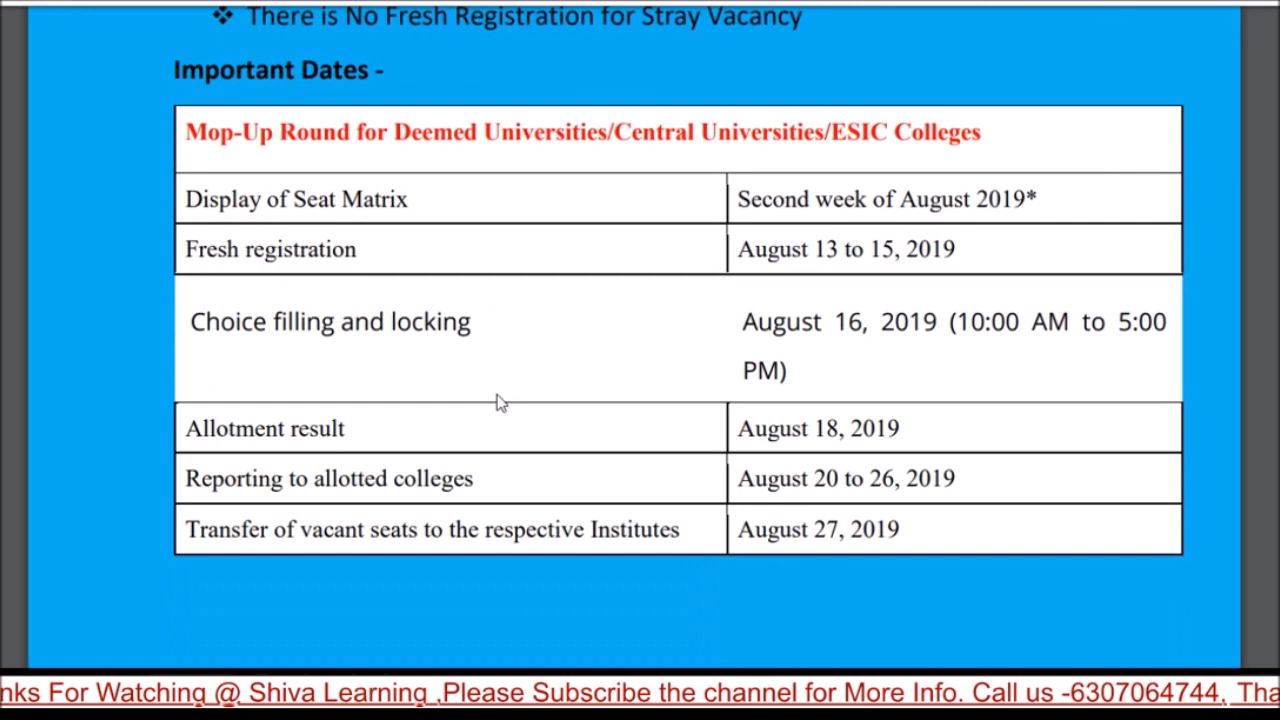 ❖ There is No Fresh Registration for Stray Vacancy
Important Dates -
Mop-Up Round for Deemed Universities/Central Universities/ESIC Colleges
Display of Seat Matrix Second week of August 2019*
Fresh registration August 13 to 15, 2019
Choice filling and locking August 16, 2019 (10:00 AM to 5:00
PM)
Allotment result August 18, 2019
Reporting to allotted colleges August 20 to 26, 2019
Transfer of vacant seats to the respective Institutes August 27, 2019
nks For Watching @ Shiva Learning ,Please Subscribe the channel for More Info. Call us -6307064744, Tha